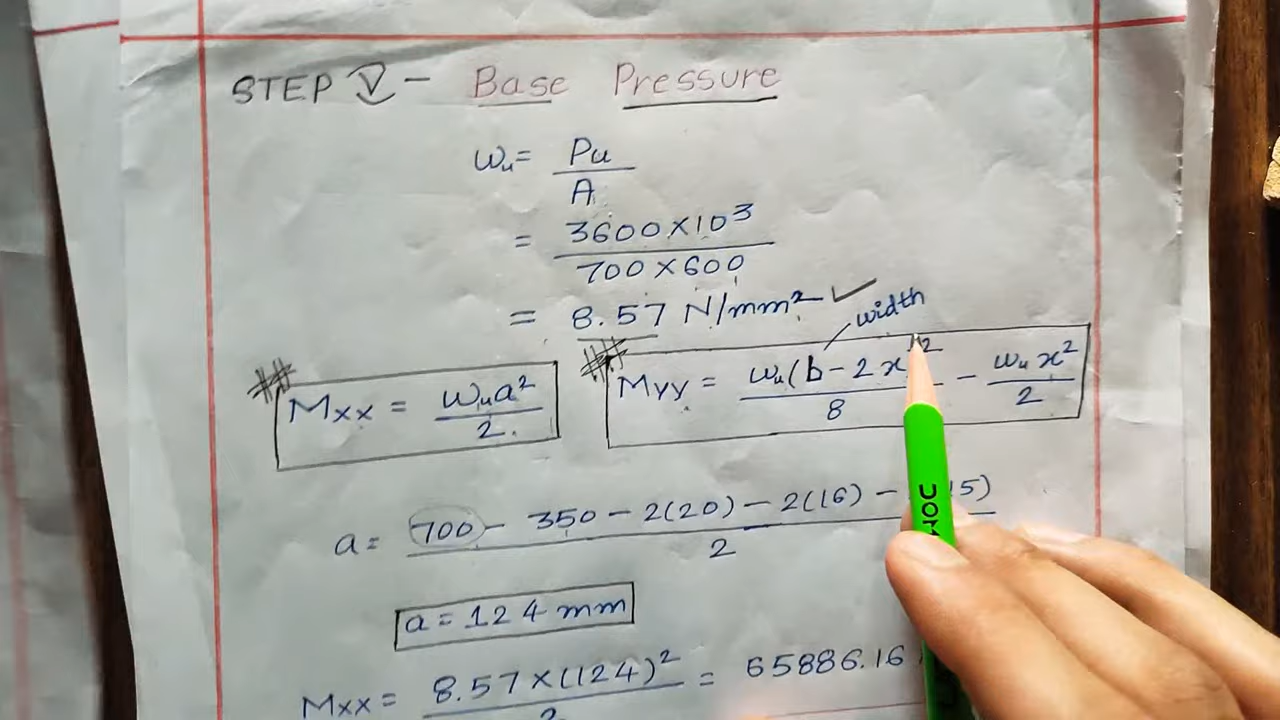 STEP V - Base Pressure
Wu = Pu / A
= 3600 × 10³ / 700 × 600
= 8.57 N/mm² ✓
width
Mxx = Wu a² / 2.
Myy = Wu (b - 2x)² / 8 - Wu x² / 2
a = 700 - 350 - 2(20) - 2(16) - 15) / 2
a = 124 mm
Mxx = 8.57 × (124)² / 2 = 65886.16